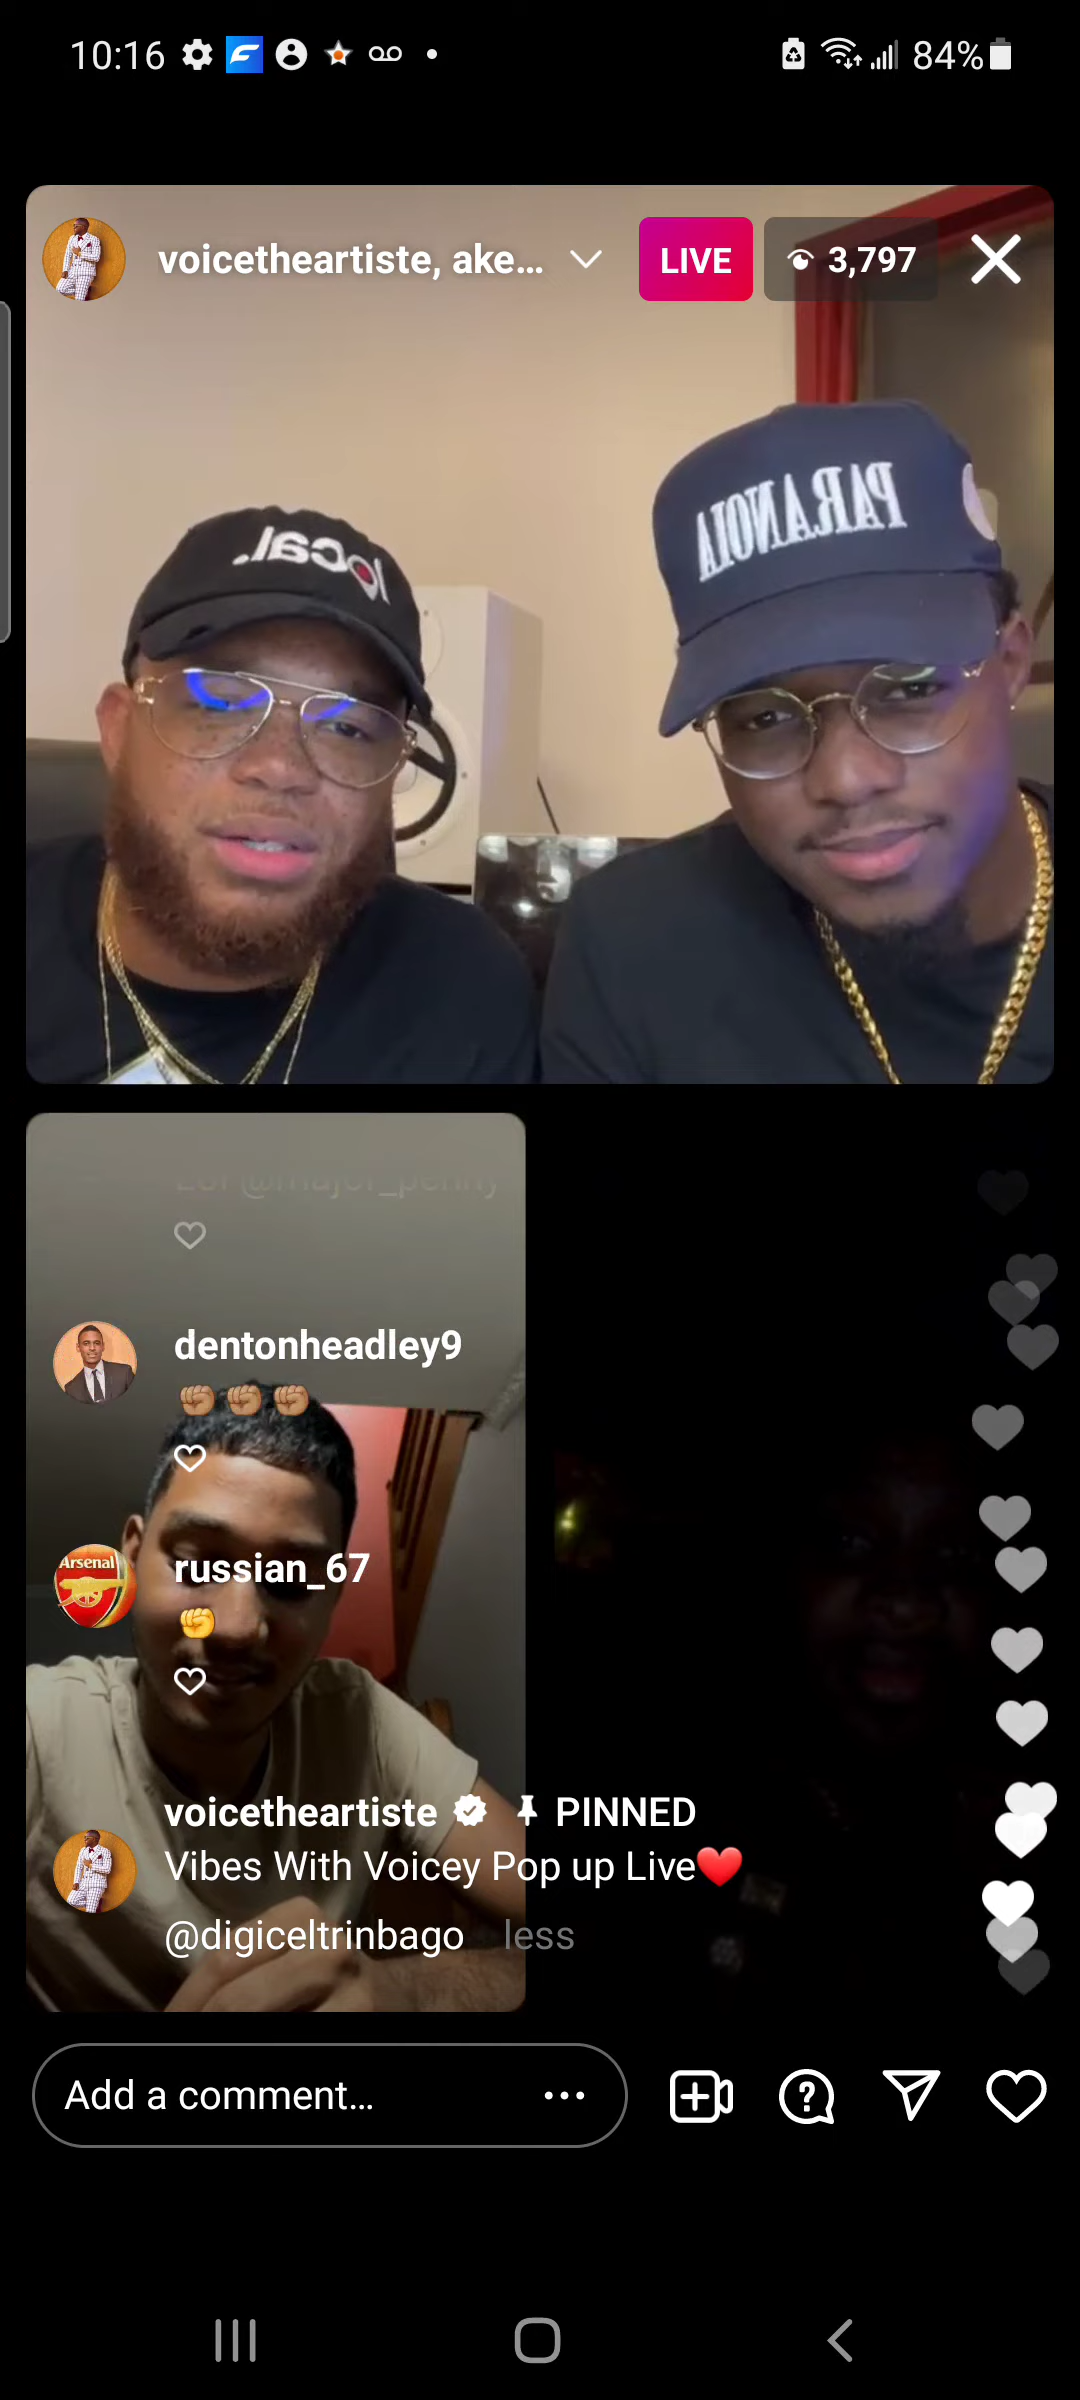 10:16
84%
voicetheartiste, ake...
LIVE
3,797
local.
PARANOIA
dentonheadley9
Arsenal
russian_67
voicetheartiste PINNED
Vibes With Voicey Pop up Live
@digiceltrinbago less
Add a comment...